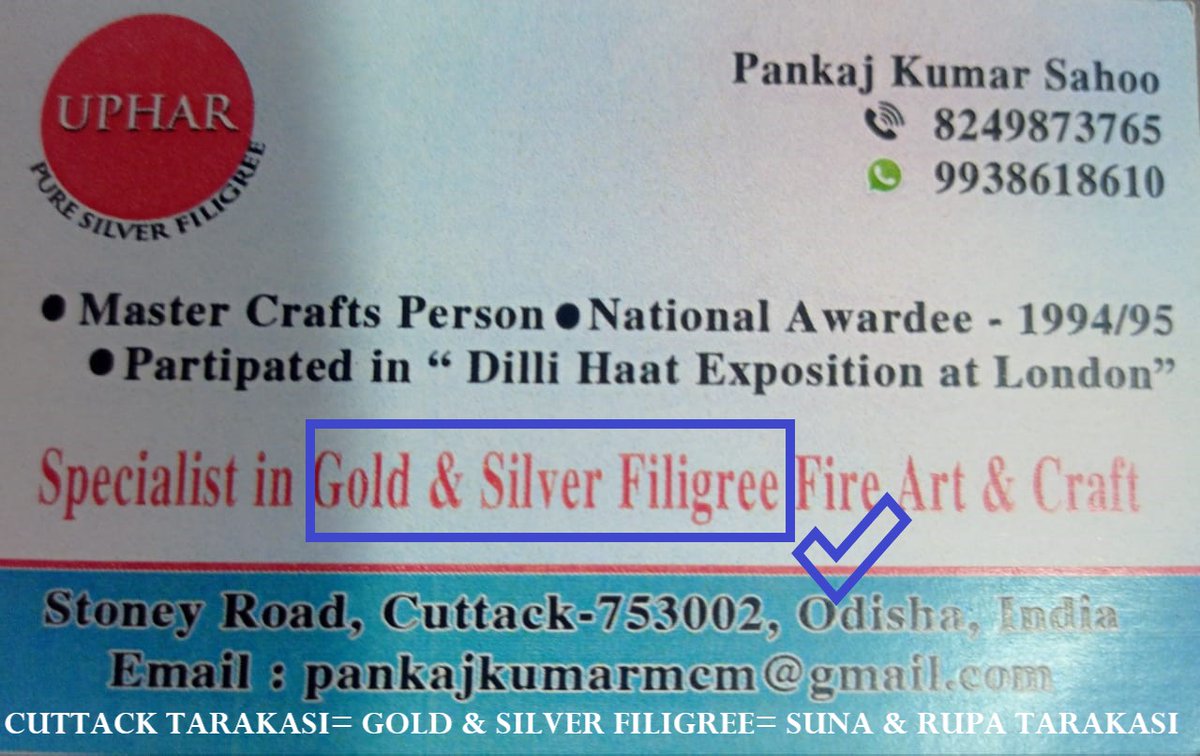 UPHAR
PURE SILVER FILIGREE
Pankaj Kumar Sahoo
8249873765
9938618610
● Master Crafts Person ● National Awardee - 1994/95
● Partipated in “ Dilli Haat Exposition at London”
Specialist in Gold & Silver Filigree Fire Art & Craft
Stoney Road, Cuttack-753002, Odisha, India
Email : pankajkumarmcm@gmail.com
CUTTACK TARAKASI= GOLD & SILVER FILIGREE= SUNA & RUPA TARAKASI